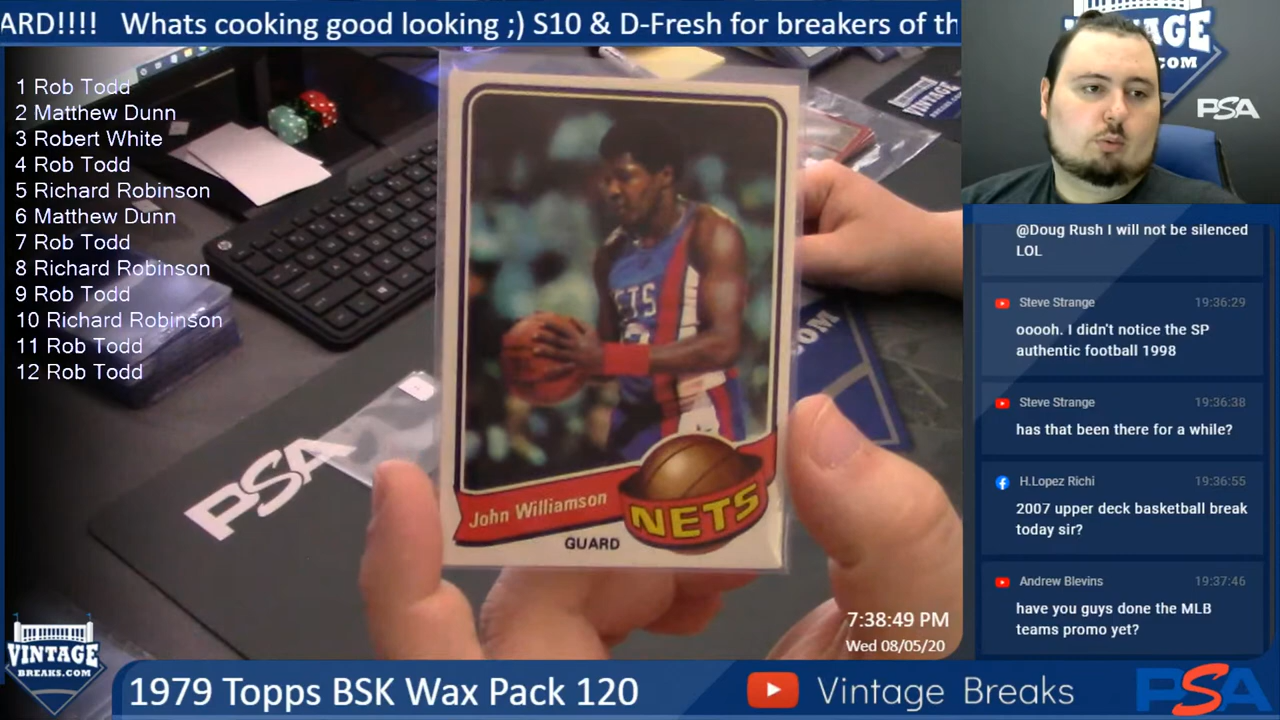 ARD!!!! Whats cooking good looking ;) S10 & D-Fresh for breakers of th
1 Rob Todd
2 Matthew Dunn
3 Robert White
4 Rob Todd
5 Richard Robinson
6 Matthew Dunn
7 Rob Todd
8 Richard Robinson
9 Rob Todd
10 Richard Robinson
11 Rob Todd
12 Rob Todd
ETS
John Williamson
NETS
GUARD
PSA
COM
7:38:49 PM
Wed 08/05/20
VINTAGE
BREAKS.COM
1979 Topps BSK Wax Pack 120
Vintage Breaks
PSA
VINTAGE
.COM
PSA
@Doug Rush I will not be silenced
LOL
Steve Strange 19:36:29
ooooh. I didn't notice the SP
authentic football 1998
Steve Strange 19:36:38
has that been there for a while?
H.Lopez Richi 19:36:55
2007 upper deck basketball break
today sir?
Andrew Blevins 19:37:46
have you guys done the MLB
teams promo yet?